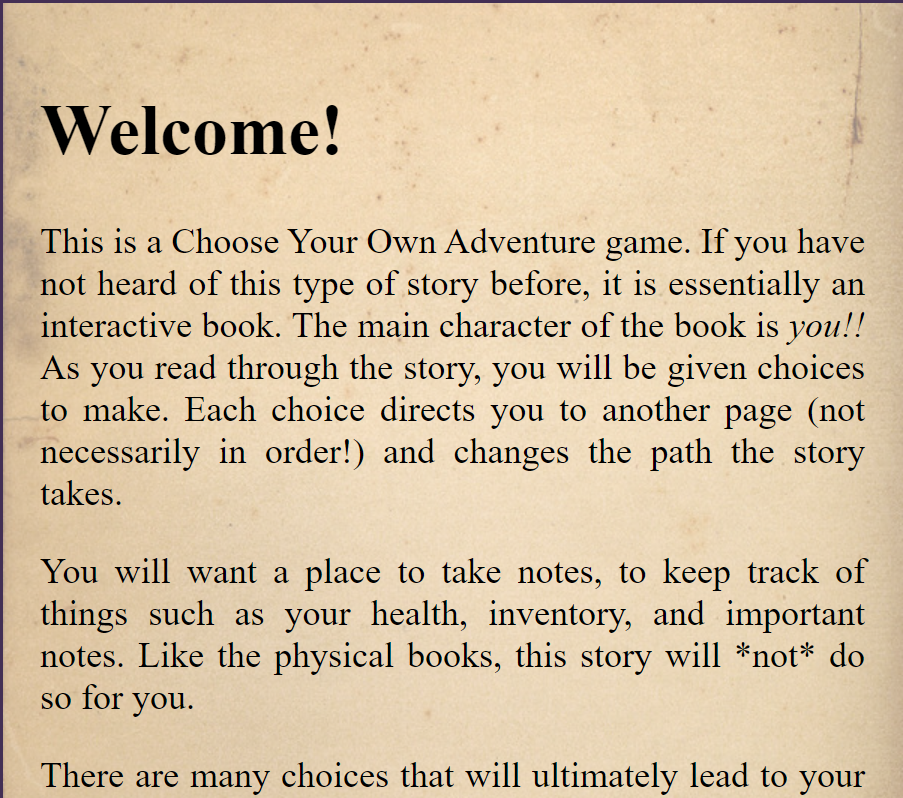 Welcome!
This is a Choose Your Own Adventure game. If you have
not heard of this type of story before, it is essentially an
interactive book. The main character of the book is you!!
As you read through the story, you will be given choices
to make. Each choice directs you to another page (not
necessarily in order!) and changes the path the story
takes.
You will want a place to take notes, to keep track of
things such as your health, inventory, and important
notes. Like the physical books, this story will *not* do
so for you.
There are many choices that will ultimately lead to your